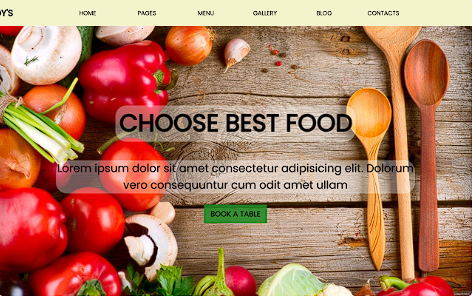 HOME PAGES MENU GALLERY BLOG CONTACTS
CHOOSE BEST FOOD
Lorem ipsum dolor sit amet consectetur adipisicing elit. Dolorum
vero consequuntur cum odit amet ullam
BOOK A TABLE